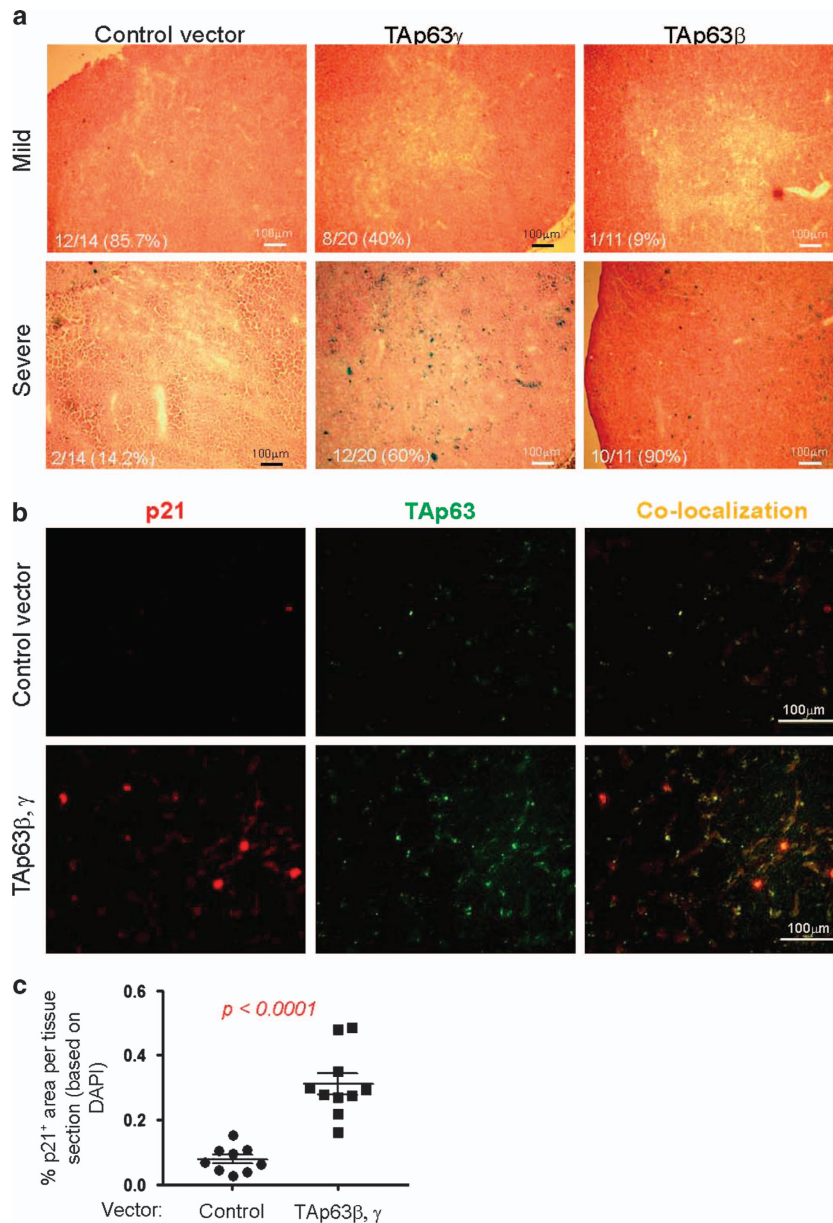 a
Control vector TAp63γ TAp63β
Mild
12/14 (85.7%) 100μm
8/20 (40%) 100μm
1/11 (9%) 100μm
Severe
2/14 (14.2%) 100μm
12/20 (60%) 100μm
10/11 (90%) 100μm
b
p21 TAp63 Co-localization
Control vector
100μm
TAp63β, γ
100μm
c
% p21+ area per tissue
section (based on
DAPI)
0.6
0.4
0.2
0.0
p < 0.0001
Vector: Control TAp63β, γ